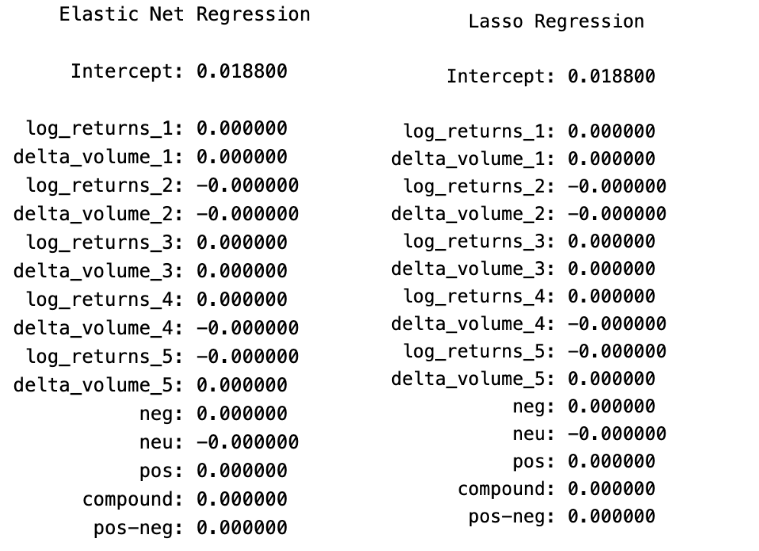 Elastic Net Regression
Intercept: 0.018800
log_returns_1: 0.000000
delta_volume_1: 0.000000
log_returns_2: -0.000000
delta_volume_2: -0.000000
log_returns_3: 0.000000
delta_volume_3: 0.000000
log_returns_4: 0.000000
delta_volume_4: -0.000000
log_returns_5: -0.000000
delta_volume_5: 0.000000
neg: 0.000000
neu: -0.000000
pos: 0.000000
compound: 0.000000
pos-neg: 0.000000
Lasso Regression
Intercept: 0.018800
log_returns_1: 0.000000
delta_volume_1: 0.000000
log_returns_2: -0.000000
delta_volume_2: -0.000000
log_returns_3: 0.000000
delta_volume_3: 0.000000
log_returns_4: 0.000000
delta_volume_4: -0.000000
log_returns_5: -0.000000
delta_volume_5: 0.000000
neg: 0.000000
neu: -0.000000
pos: 0.000000
compound: 0.000000
pos-neg: 0.000000